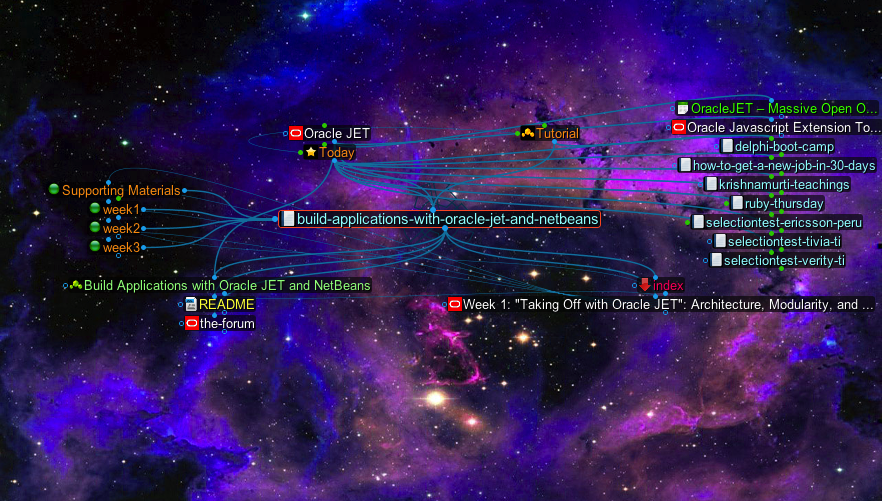 OracleJET – Massive Open O...
Oracle JET
Tutorial
Oracle Javascript Extension To...
Today
delphi-boot-camp
how-to-get-a-new-job-in-30-days
Supporting Materials
krishnamurti-teachings
week1
ruby-thursday
build-applications-with-oracle-jet-and-netbeans
week2
selectiontest-ericsson-peru
week3
selectiontest-tivia-ti
selectiontest-verity-ti
Build Applications with Oracle JET and NetBeans
index
README
Week 1: "Taking Off with Oracle JET": Architecture, Modularity, and ...
the-forum